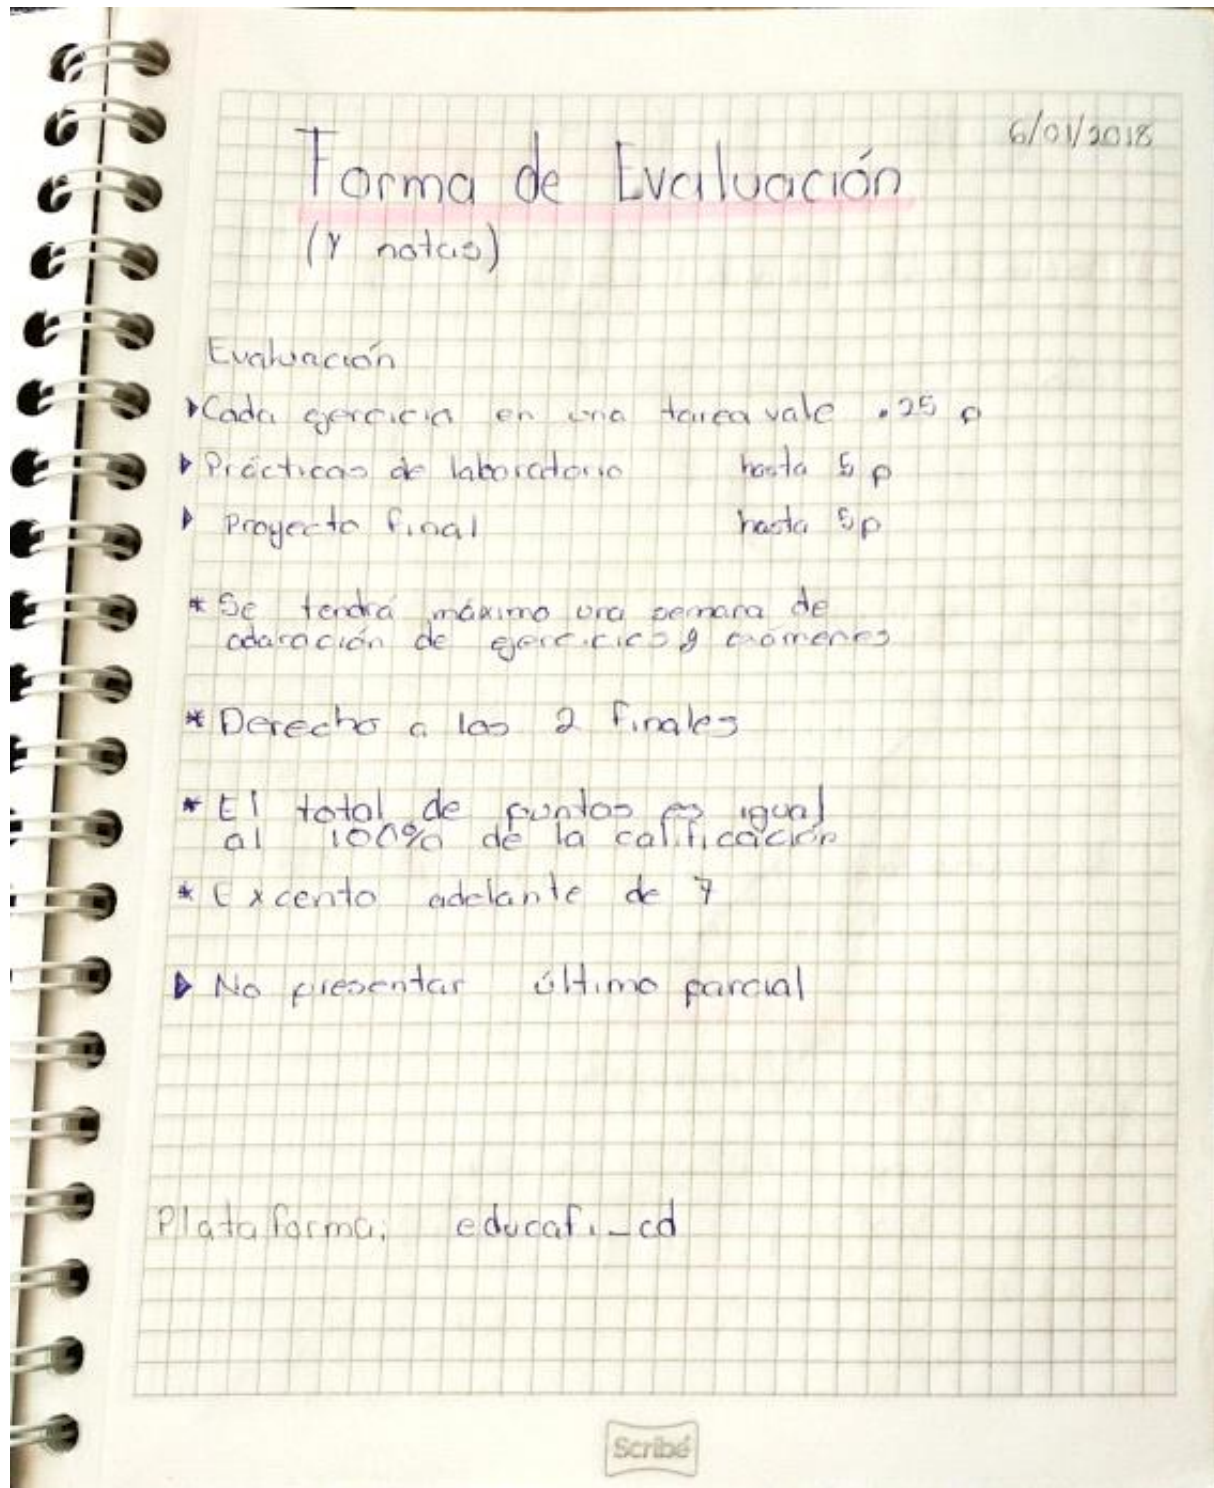 6/01/2018
Forma de Evaluación
(Y notas)
Evaluación
Cada ejercicio en una tarea vale .25 p
Prácticas de laboratorio hasta 5 p
Proyecto final hasta 5p
* Se tendrá máximo una semana de
aclaración de ejercicios y exámenes
* Derecho a los 2 finales
* El total de puntos es igual
al 100% de la calificación
* Excento adelante de 7
No presentar último parcial
Plataforma: educafi_cd
Scribe